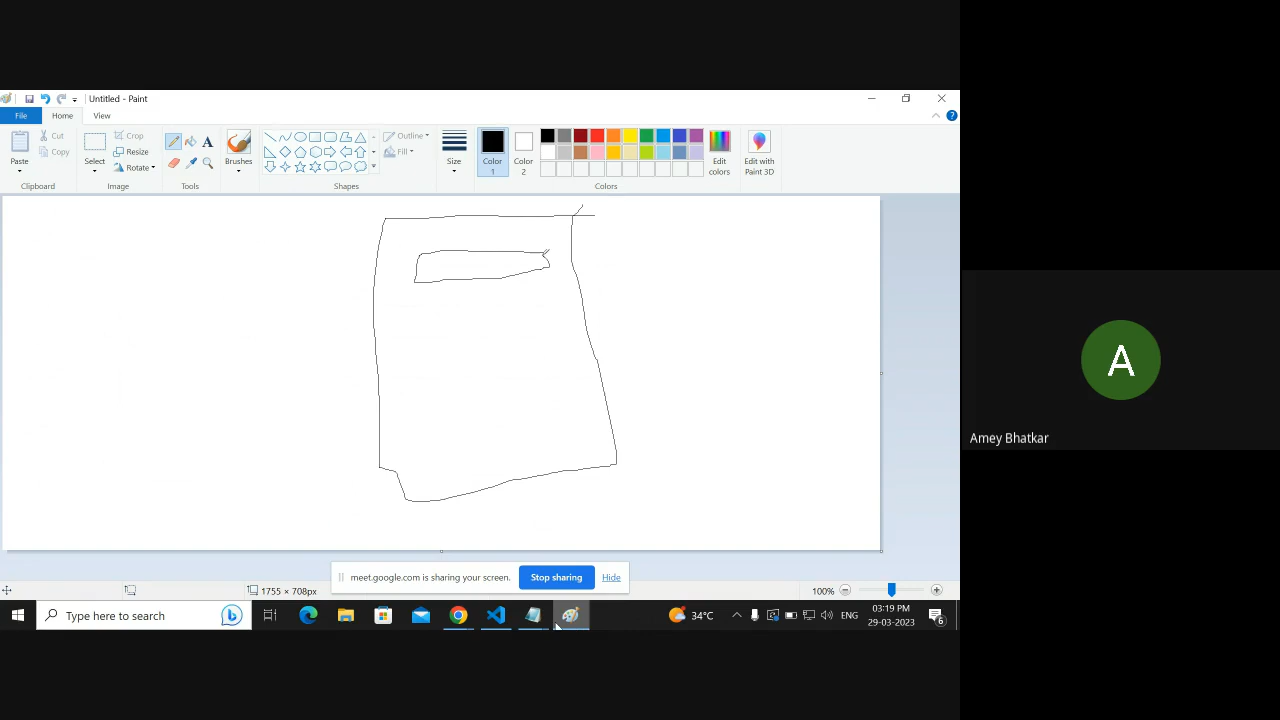 Untitled - Paint
File
Home
View
Paste
Cut
Copy
Clipboard
Select
Crop
Resize
Rotate
Image
Tools
Brushes
Shapes
Outline
Fill
Size
Color
1
Color
2
Colors
Edit
colors
Edit with
Paint 3D
A
Amey Bhatkar
meet.google.com is sharing your screen.
Stop sharing
Hide
1755 × 708px
100%
Type here to search
34°C
ENG
03:19 PM
29-03-2023
6